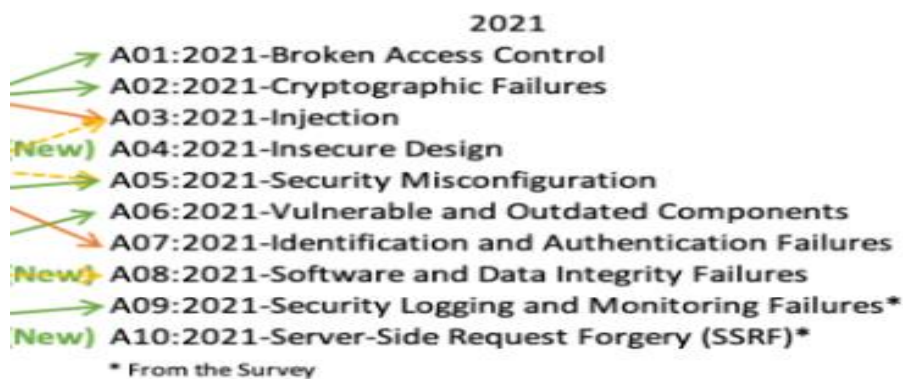 2021
A01:2021-Broken Access Control
A02:2021-Cryptographic Failures
A03:2021-Injection
(New) A04:2021-Insecure Design
A05:2021-Security Misconfiguration
A06:2021-Vulnerable and Outdated Components
A07:2021-Identification and Authentication Failures
(New) A08:2021-Software and Data Integrity Failures
A09:2021-Security Logging and Monitoring Failures*
(New) A10:2021-Server-Side Request Forgery (SSRF)*
* From the Survey